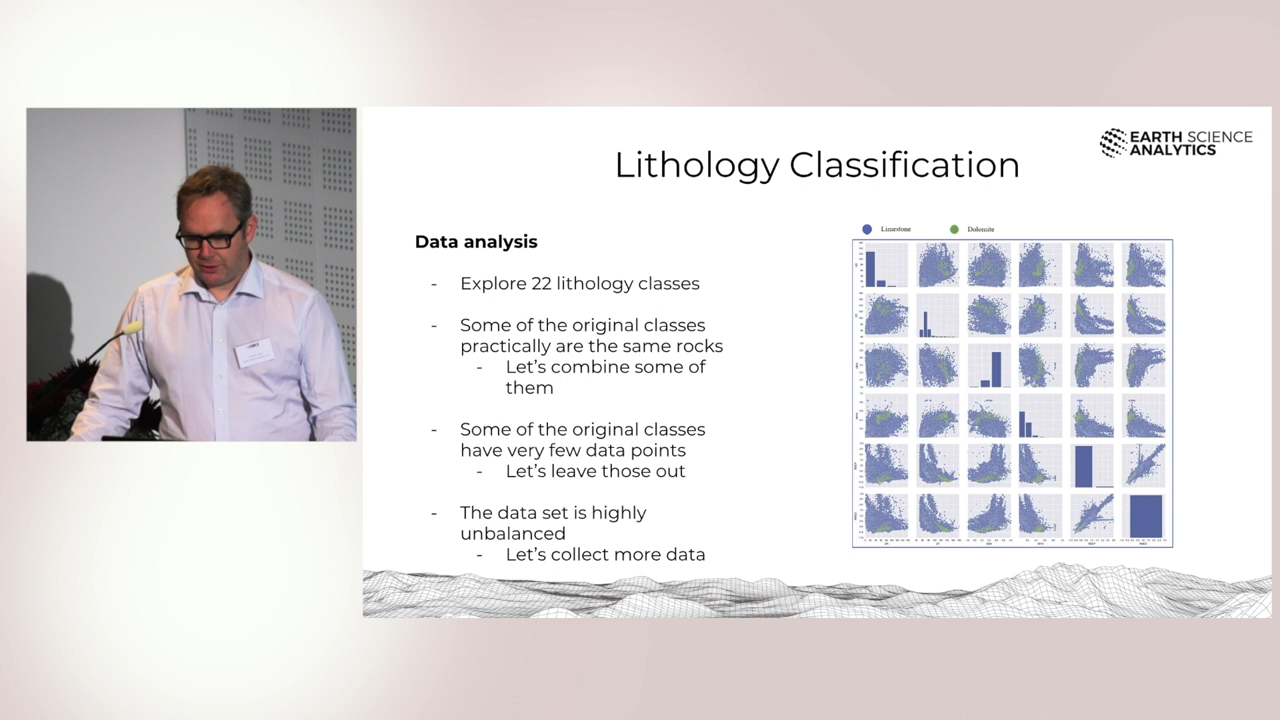 EARTH SCIENCE
ANALYTICS
Lithology Classification
Data analysis
- Explore 22 lithology classes
- Some of the original classes
practically are the same rocks
- Let's combine some of
them
- Some of the original classes
have very few data points
- Let's leave those out
- The data set is highly
unbalanced
- Let's collect more data
Limestone
Dolomite